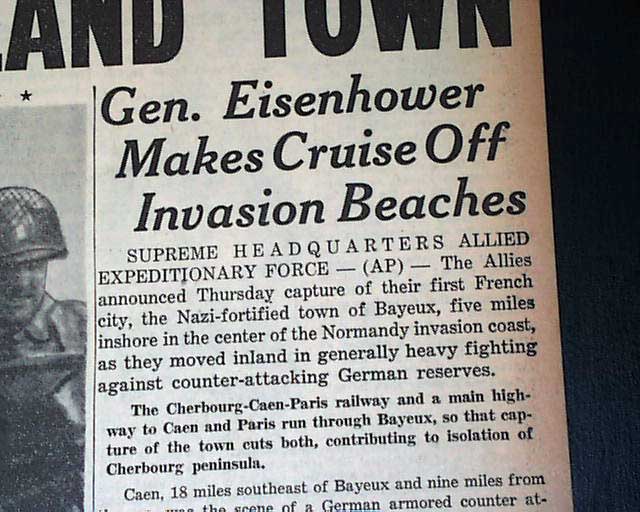 LAND TOWN
Gen. Eisenhower
Makes Cruise Off
Invasion Beaches
SUPREME HEADQUARTERS ALLIED
EXPEDITIONARY FORCE — (AP) — The Allies
announced Thursday capture of their first French
city, the Nazi-fortified town of Bayeux, five miles
inshore in the center of the Normandy invasion coast,
as they moved inland in generally heavy fighting
against counter-attacking German reserves.
The Cherbourg-Caen-Paris railway and a main high-
way to Caen and Paris run through Bayeux, so that cap-
ture of the town cuts both, contributing to isolation of
Cherbourg peninsula.
Caen, 18 miles southeast of Bayeux and nine miles from
was the scene of a German armored counter at-